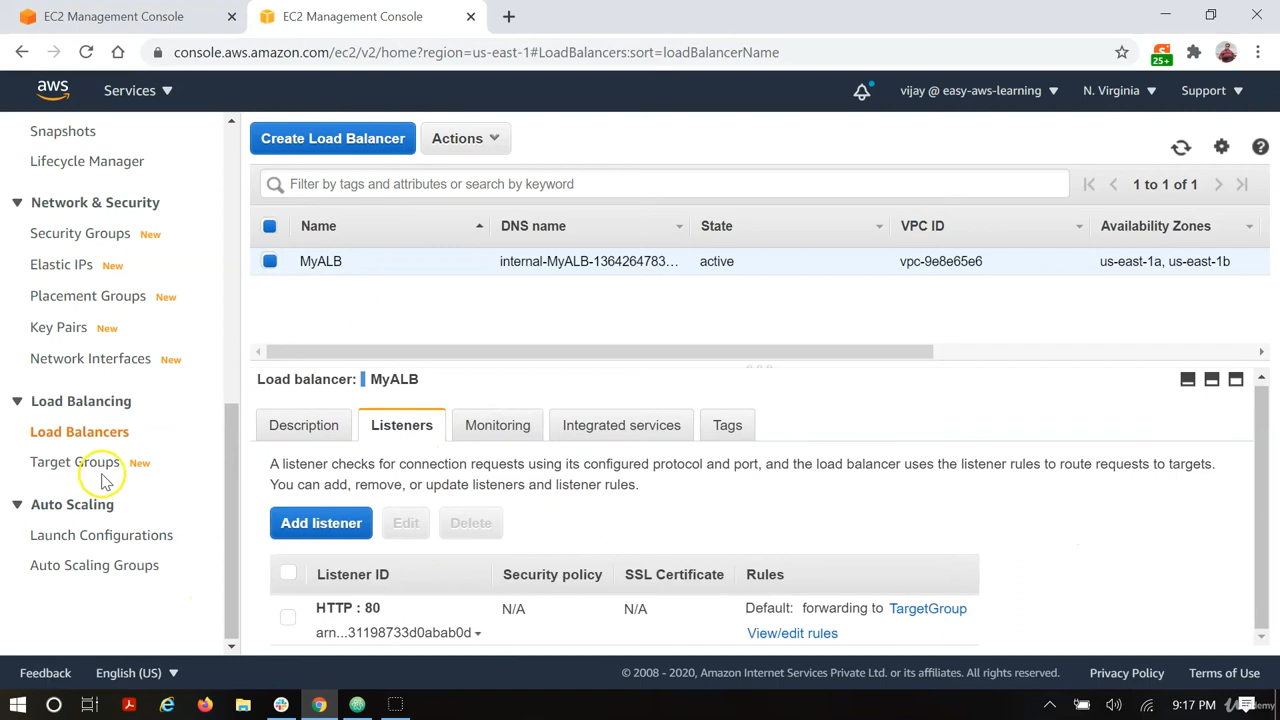 EC2 Management Console
EC2 Management Console
console.aws.amazon.com/ec2/v2/home?region=us-east-1#LoadBalancers:sort=loadBalancerName
25+
aws
Services
vijay @ easy-aws-learning
N. Virginia
Support
Snapshots
Lifecycle Manager
Network & Security
Security Groups New
Elastic IPs New
Placement Groups New
Key Pairs New
Network Interfaces New
Load Balancing
Load Balancers
Target Groups New
Auto Scaling
Launch Configurations
Auto Scaling Groups
Create Load Balancer
Actions
Filter by tags and attributes or search by keyword
1 to 1 of 1
Name DNS name State VPC ID Availability Zones
MyALB internal-MyALB-1364264783... active vpc-9e8e65e6 us-east-1a, us-east-1b
Load balancer: MyALB
Description Listeners Monitoring Integrated services Tags
A listener checks for connection requests using its configured protocol and port, and the load balancer uses the listener rules to route requests to targets.
You can add, remove, or update listeners and listener rules.
Add listener Edit Delete
Listener ID Security policy SSL Certificate Rules
HTTP : 80 N/A N/A Default: forwarding to TargetGroup
arn...31198733d0abab0d View/edit rules
Feedback English (US) © 2008 - 2020, Amazon Internet Services Private Ltd. or its affiliates. All rights reserved. Privacy Policy Terms of Use
9:17 PM